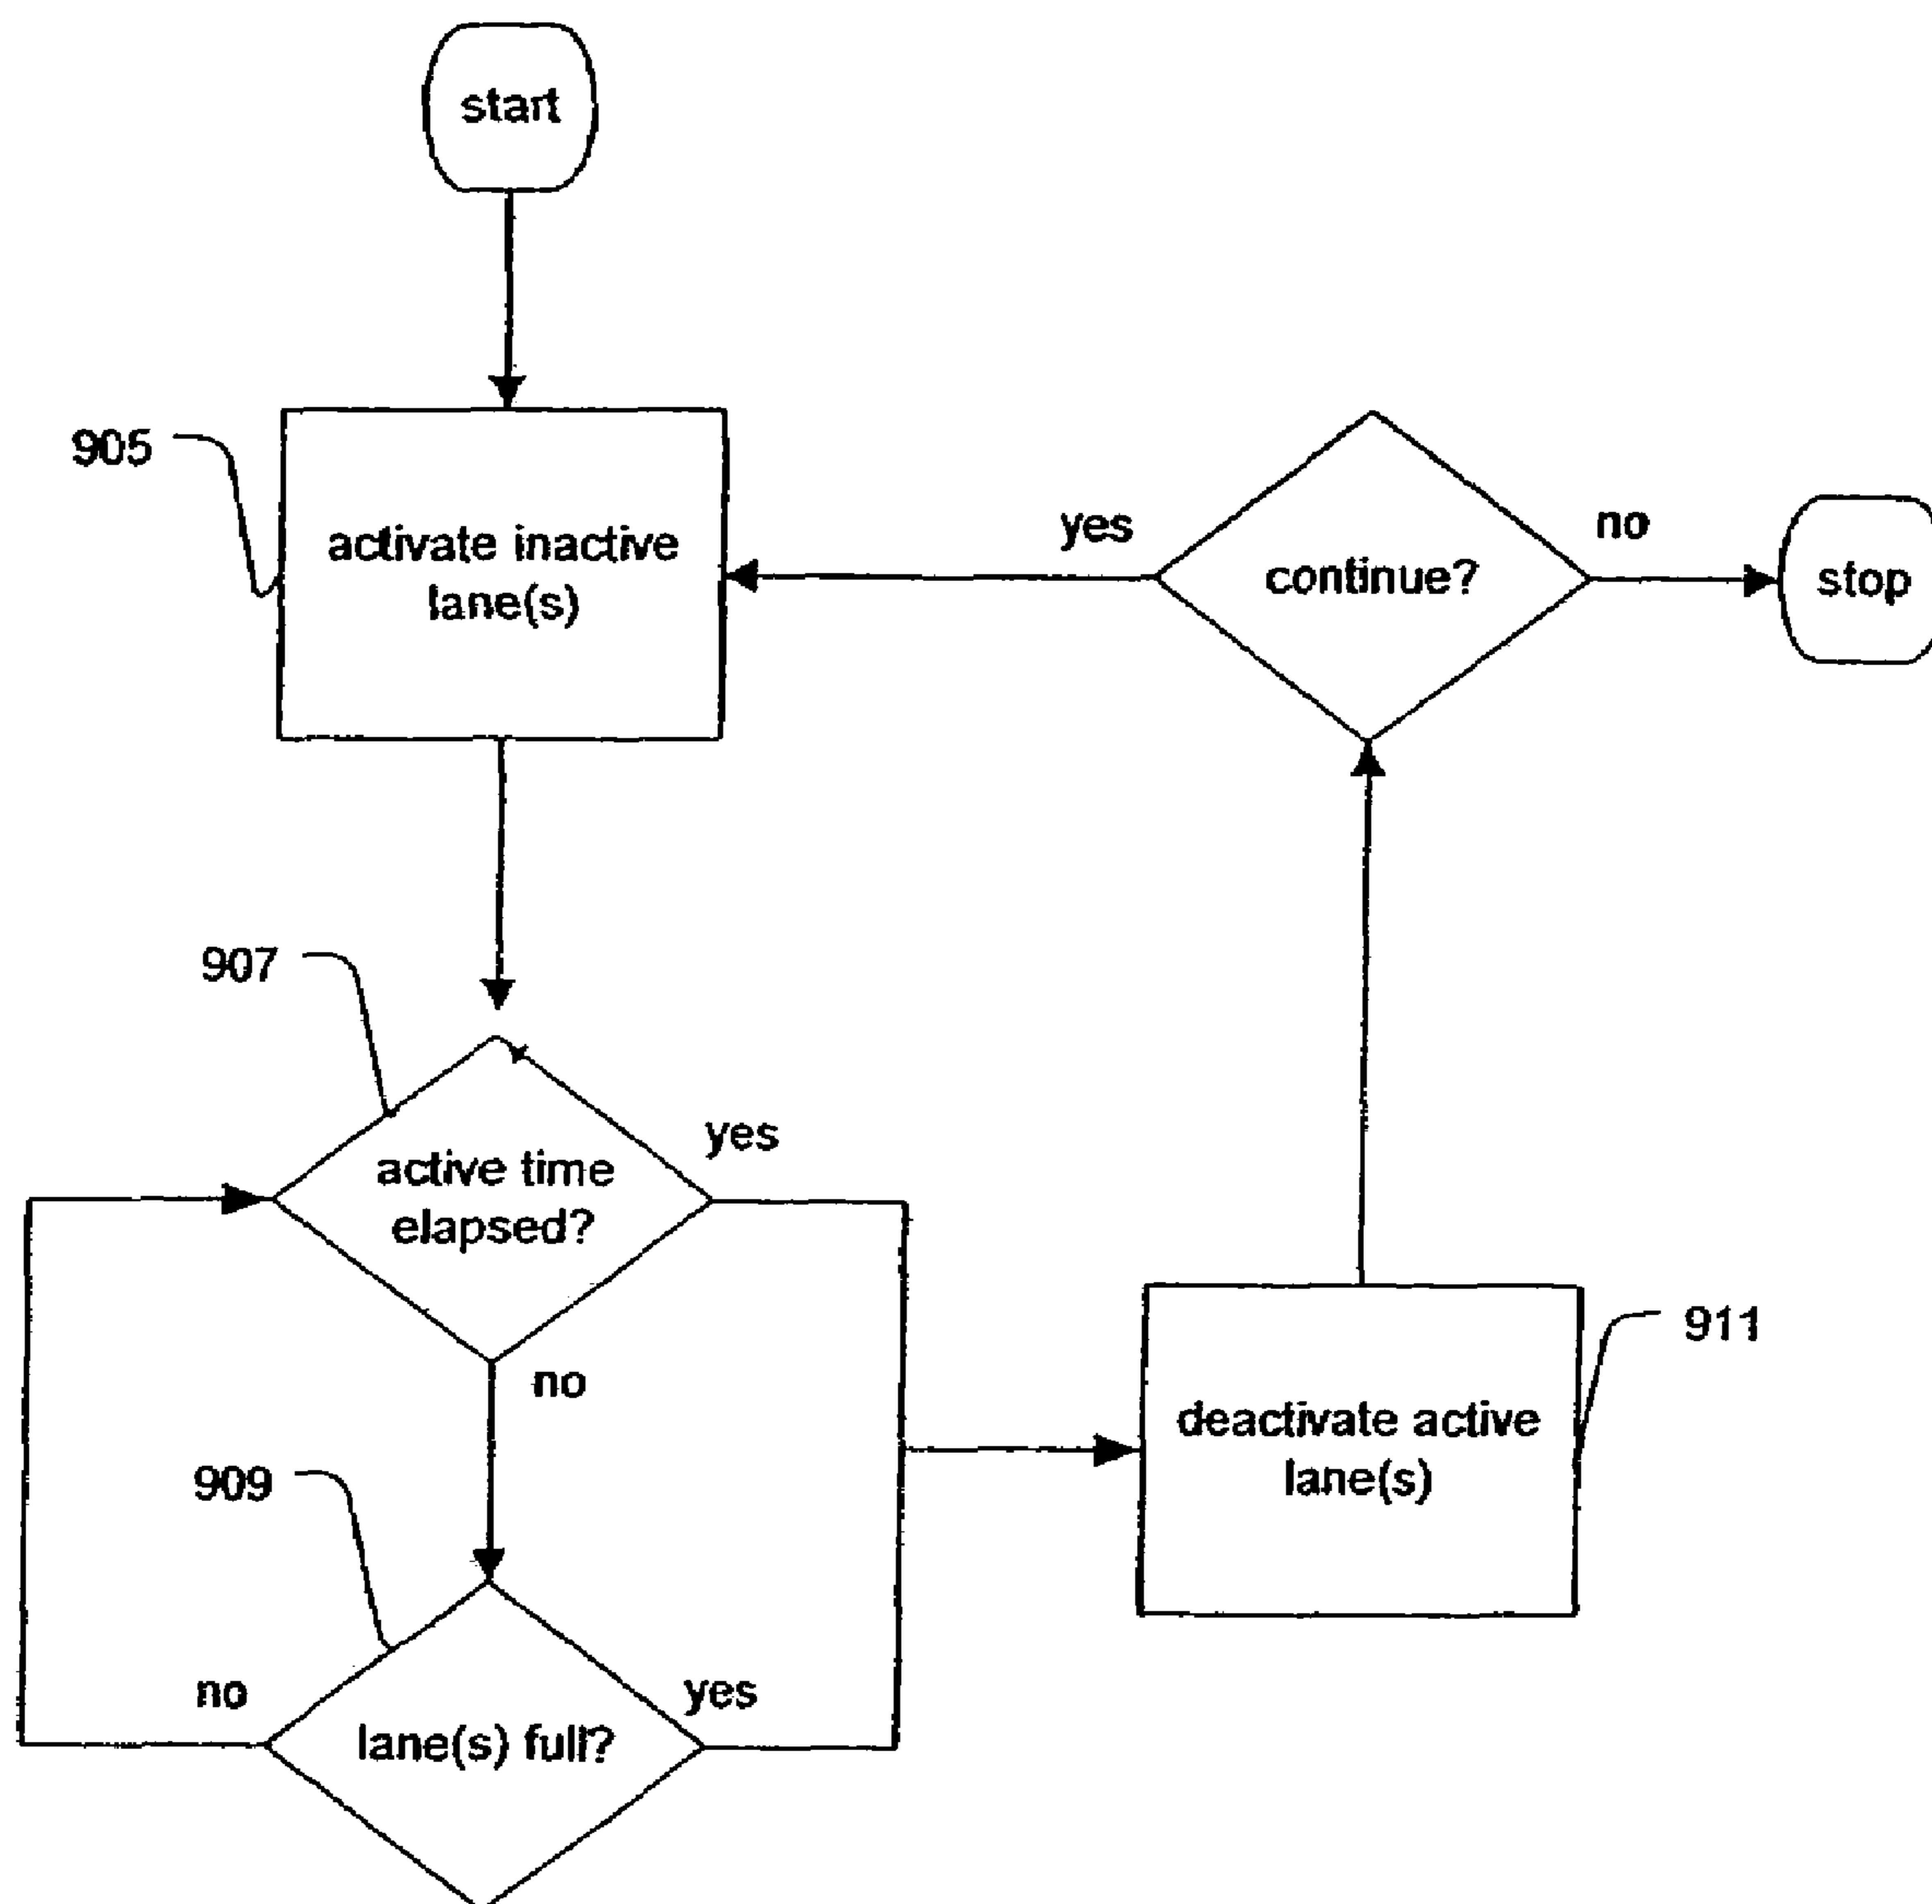 start
905
activate inactive
lane(s)
yes
continue?
no
stop
907
active time
elapsed?
yes
no
909
no
lane(s) full?
yes
deactivate active
lane(s)
911